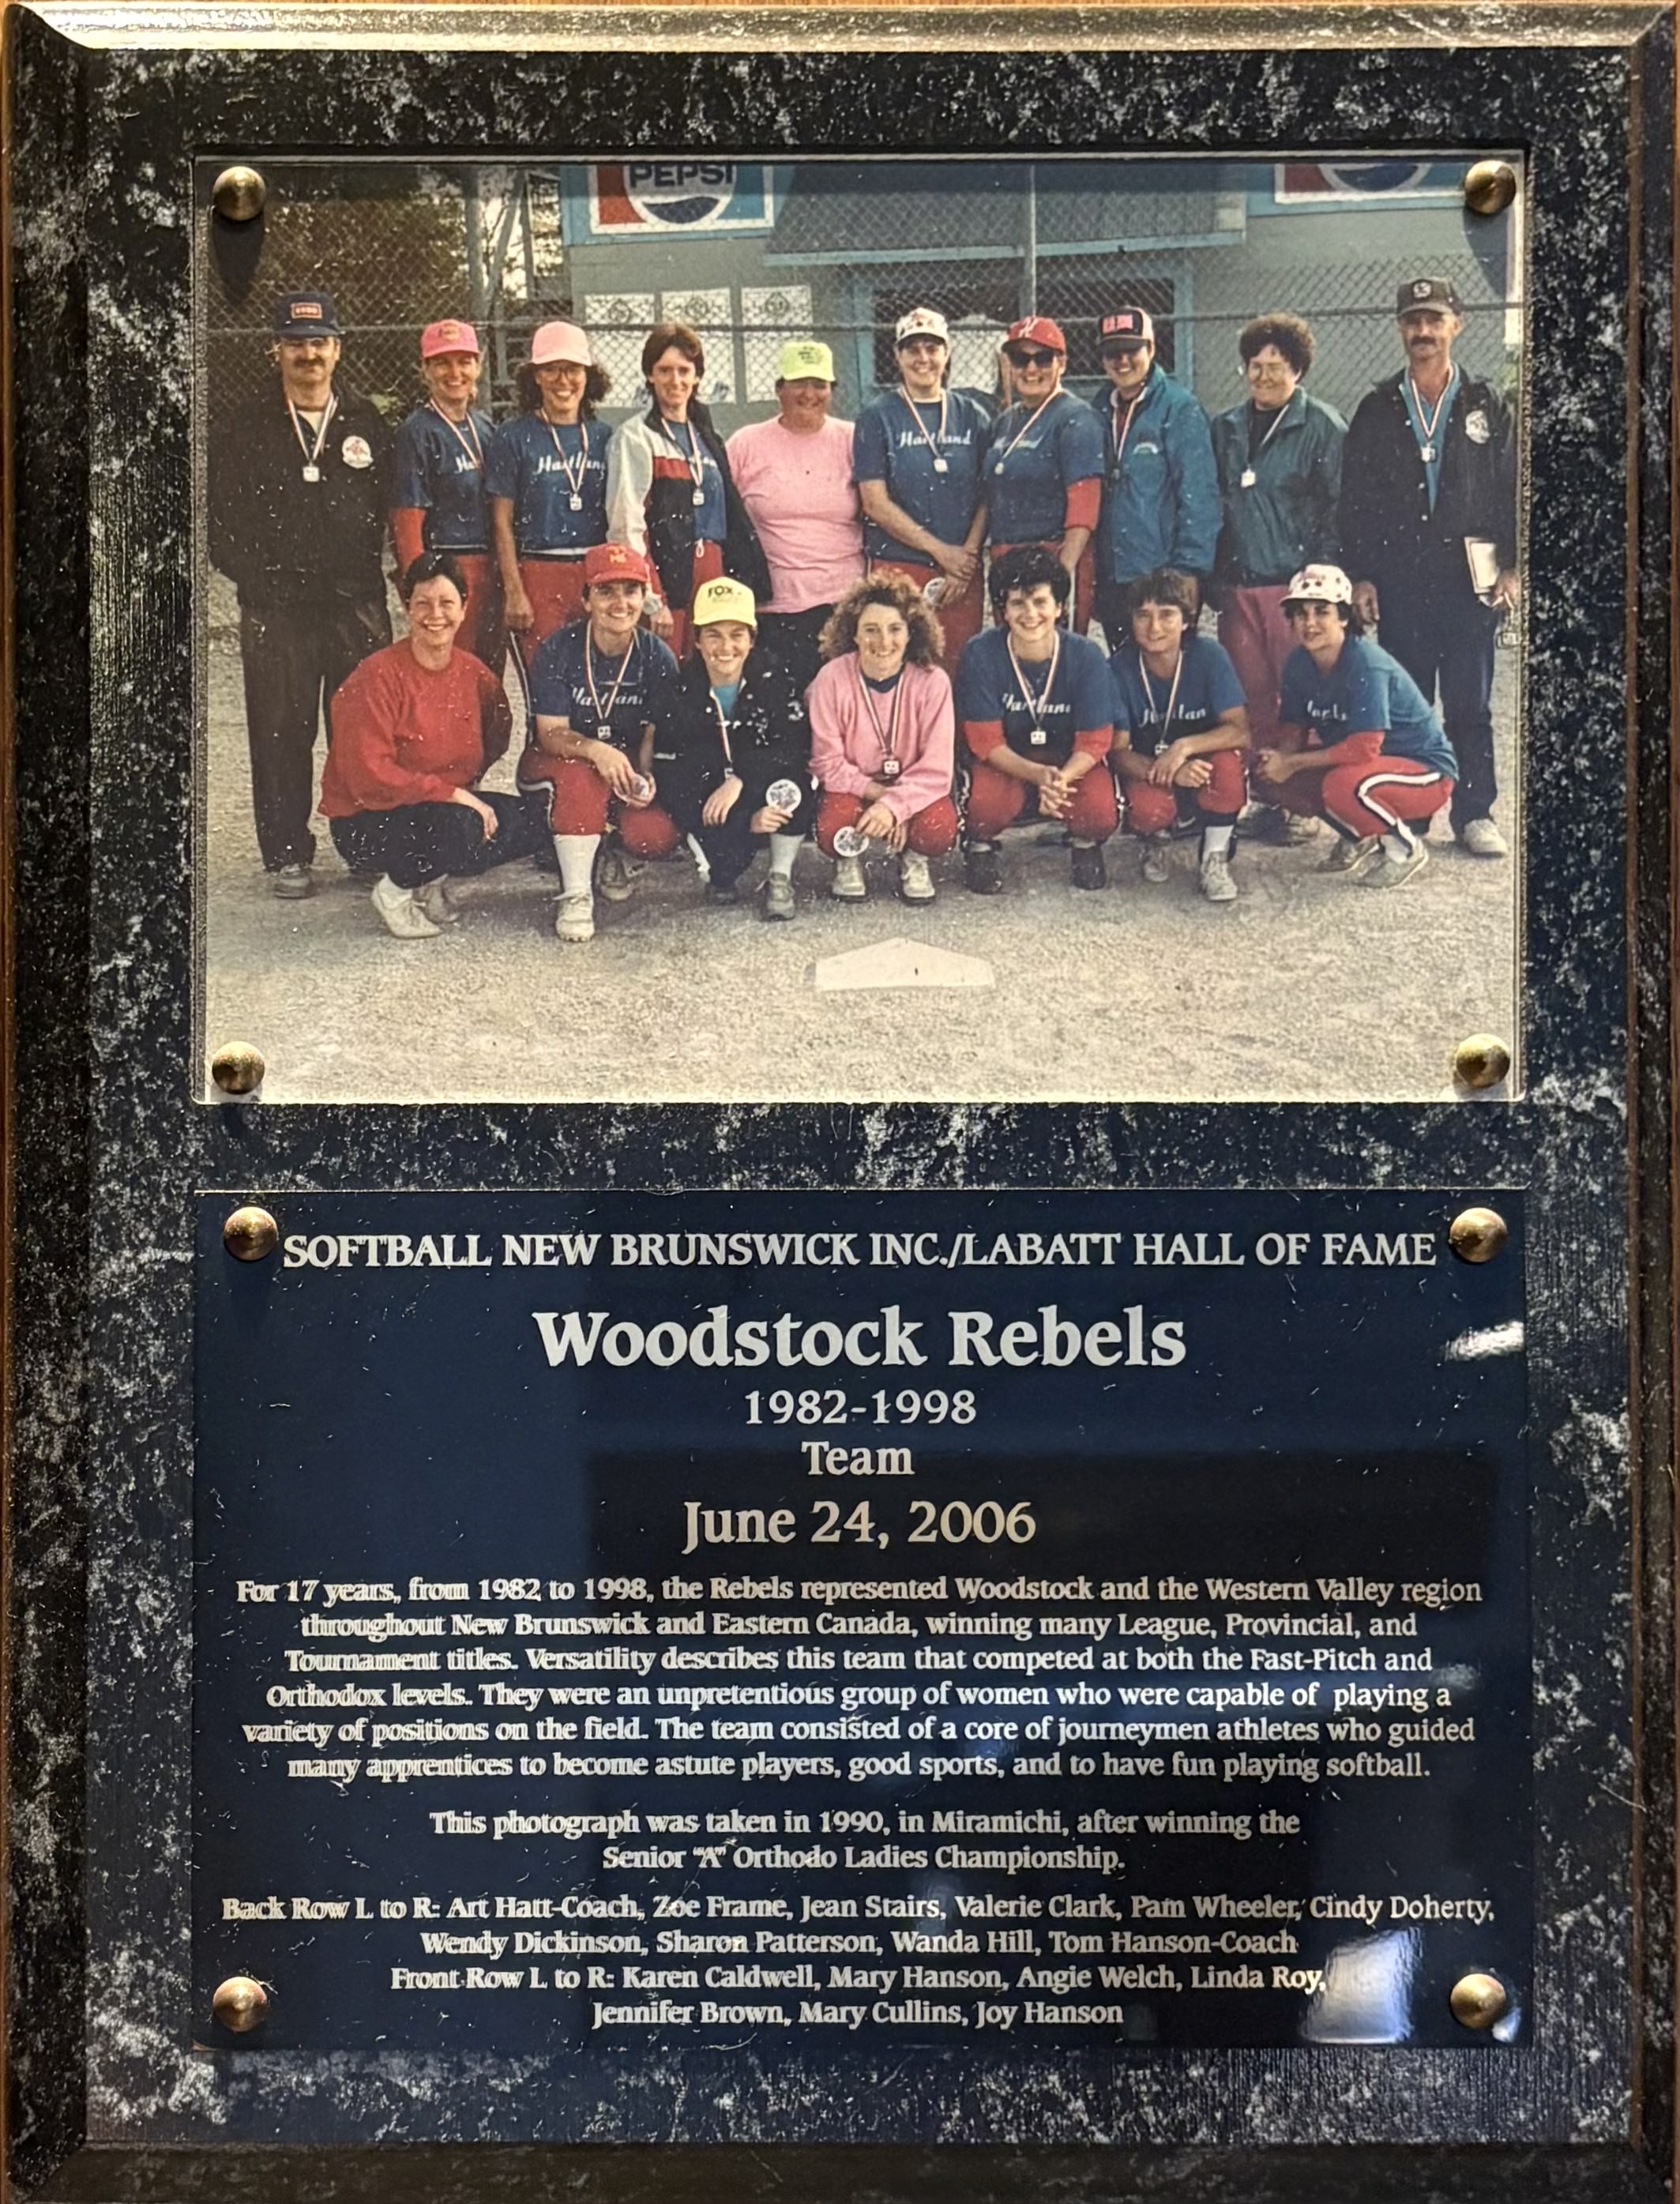 PEPSI
Hartland
FOX
SOFTBALL NEW BRUNSWICK INC./LABATT HALL OF FAME
Woodstock Rebels
1982-1998
Team
June 24, 2006
For 17 years, from 1982 to 1998, the Rebels represented Woodstock and the Western Valley region
throughout New Brunswick and Eastern Canada, winning many League, Provincial, and
Tournament titles. Versatility describes this team that competed at both the Fast-Pitch and
Orthodox levels. They were an unpretentious group of women who were capable of playing a
variety of positions on the field. The team consisted of a core of journeymen athletes who guided
many apprentices to become astute players, good sports, and to have fun playing softball.
This photograph was taken in 1990, in Miramichi, after winning the
Senior "A" Orthodo Ladies Championship.
Back Row L to R: Art Hatt-Coach, Zoe Frame, Jean Stairs, Valerie Clark, Pam Wheeler, Cindy Doherty,
Wendy Dickinson, Sharon Patterson, Wanda Hill, Tom Hanson-Coach
Front Row L to R: Karen Caldwell, Mary Hanson, Angie Welch, Linda Roy,
Jennifer Brown, Mary Cullins, Joy Hanson